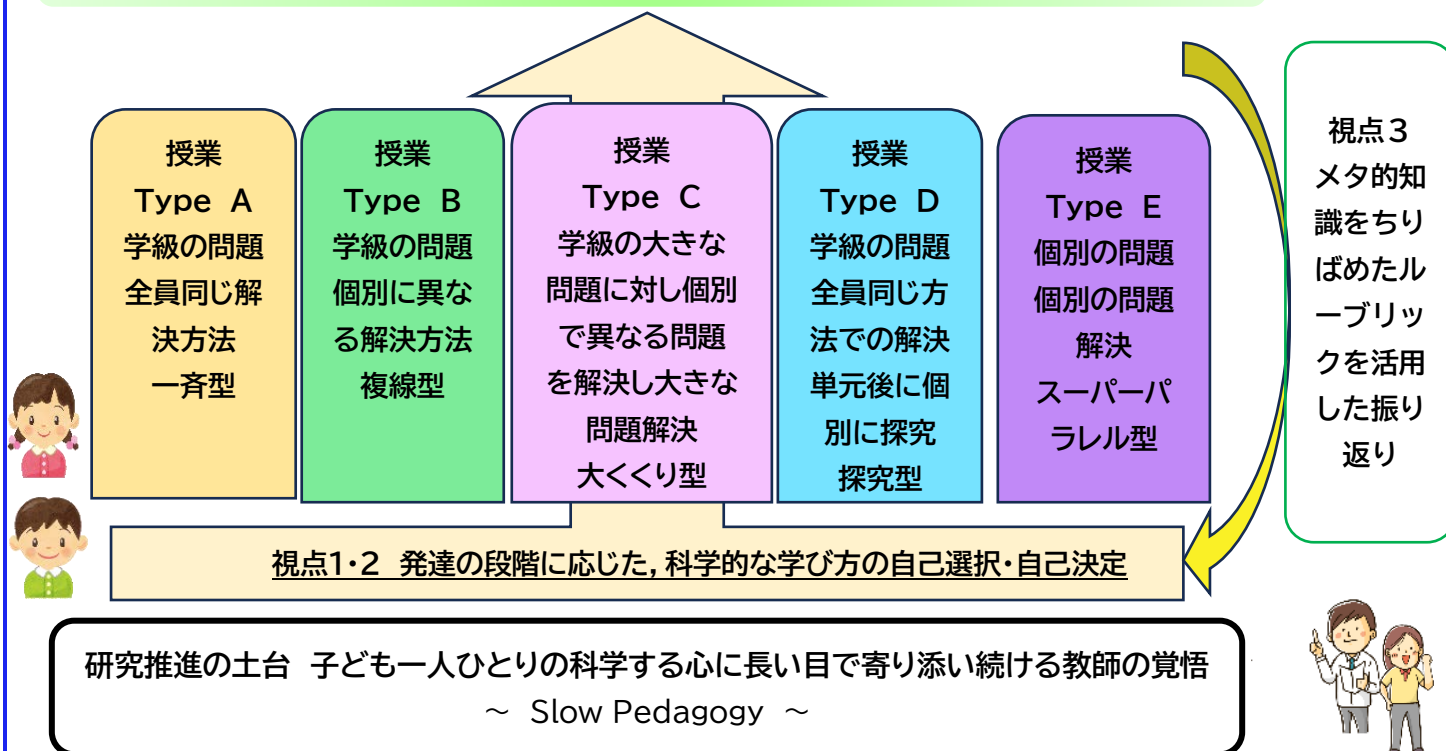 授業
Type A
学級の問題
全員同じ解
決方法
一斉型
授業
Type B
学級の問題
個別に異な
る解決方法
複線型
授業
Type C
学級の大きな
問題に対し個別
で異なる問題
を解決し大きな
問題解決
大くくり型
授業
Type D
学級の問題
全員同じ方
法での解決
単元後に個
別に探究
探究型
授業
Type E
個別の問題
個別の問題
解決
スーパーパ
ラレル型
視点3
メタ的知
識をちり
ばめたル
ーブリッ
クを活用
した振り
返り
視点1・2 発達の段階に応じた,科学的な学び方の自己選択・自己決定
研究推進の土台 子ども一人ひとりの科学する心に長い目で寄り添い続ける教師の覚悟
～ Slow Pedagogy ～